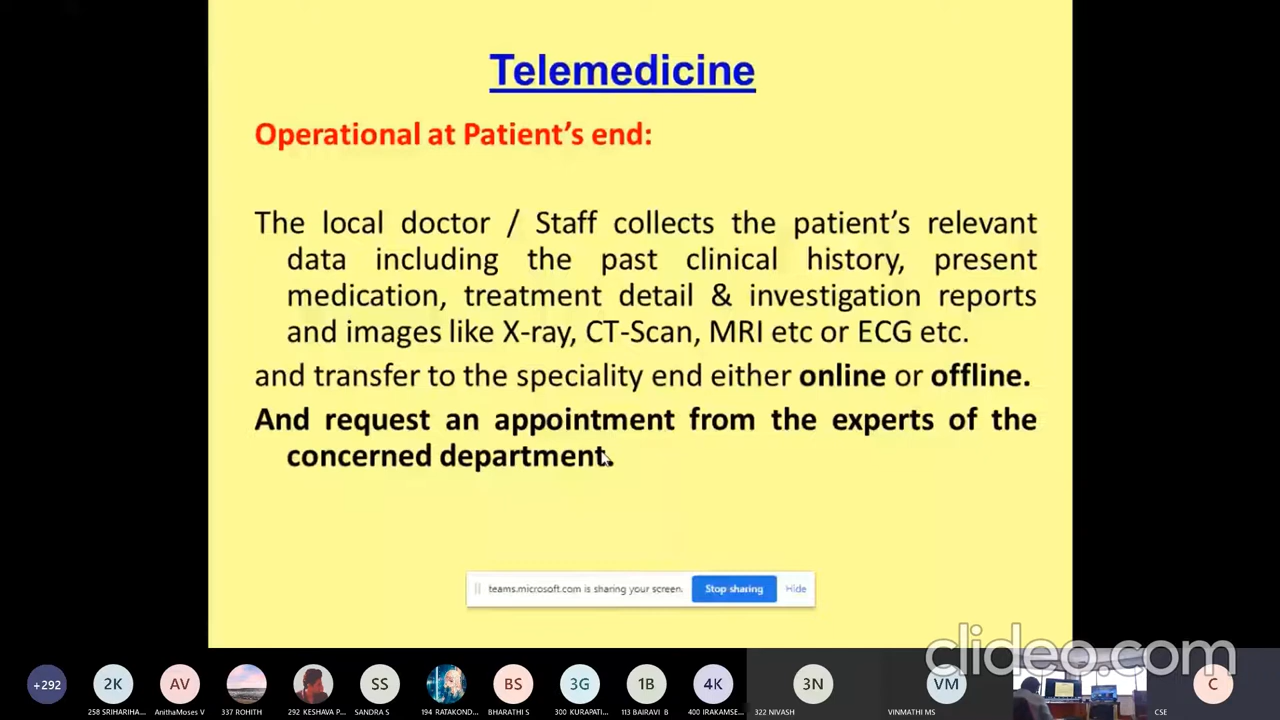 Telemedicine
Operational at Patient's end:
The local doctor / Staff collects the patient's relevant
data including the past clinical history, present
medication, treatment detail & investigation reports
and images like X-ray, CT-Scan, MRI etc or ECG etc.
and transfer to the speciality end either online or offline.
And request an appointment from the experts of the
concerned department.
teams.microsoft.com is sharing your screen. Stop sharing Hide
clideo.com
+292 2K AV SS BS 3G 1B 4K 3N VM C
258 SRIHARIHA... AnithaMoses V 337 ROHITH 292 KESHAVA P... SANDRA S 194 RATAKOND... BHARATHI S 300 KURAPATI... 113 BAIRAVI B 400 IRAKAMSE... 322 NIVASH VINMATHI MS CSE